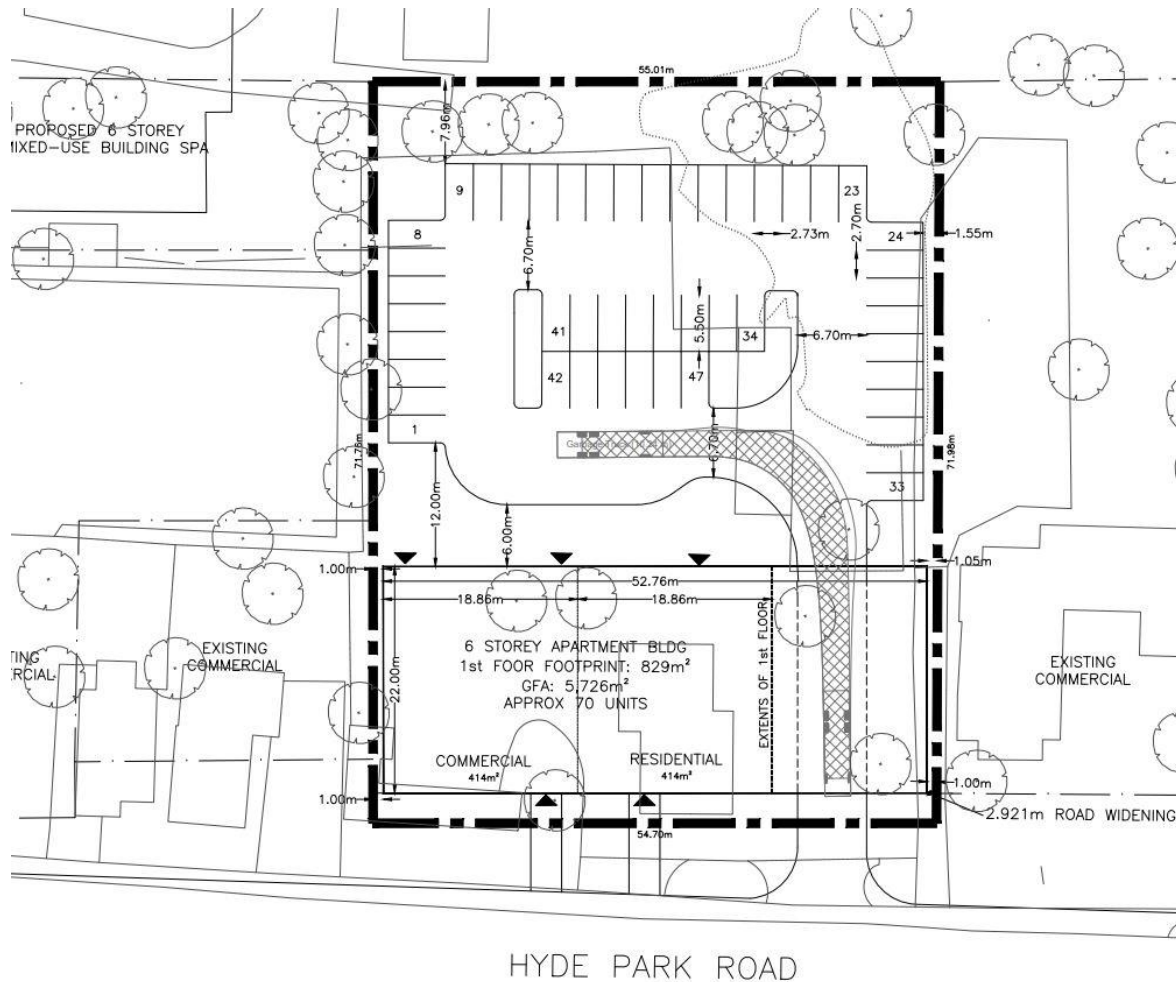 55.01m
7.96m
PROPOSED 6 STOREY
MIXED-USE BUILDING SPA
9
23
8
24
2.73m
2.70m
1.55m
6.70m
41
5.50m
34
6.70m
42
47
1
6.70m
33
71.76m
71.98m
12.00m
6.00m
1.00m
1.05m
52.76m
18.86m
18.86m
22.00m
6 STOREY APARTMENT BLDG
1st FOOR FOOTPRINT: 829m²
GFA: 5,726m²
APPROX 70 UNITS
EXTENTS OF 1st FLOOR
EXISTING
COMMERCIAL
EXISTING
COMMERCIAL
COMMERCIAL
414m²
RESIDENTIAL
414m²
1.00m
1.00m
2.921m ROAD WIDENING
54.70m
HYDE PARK ROAD